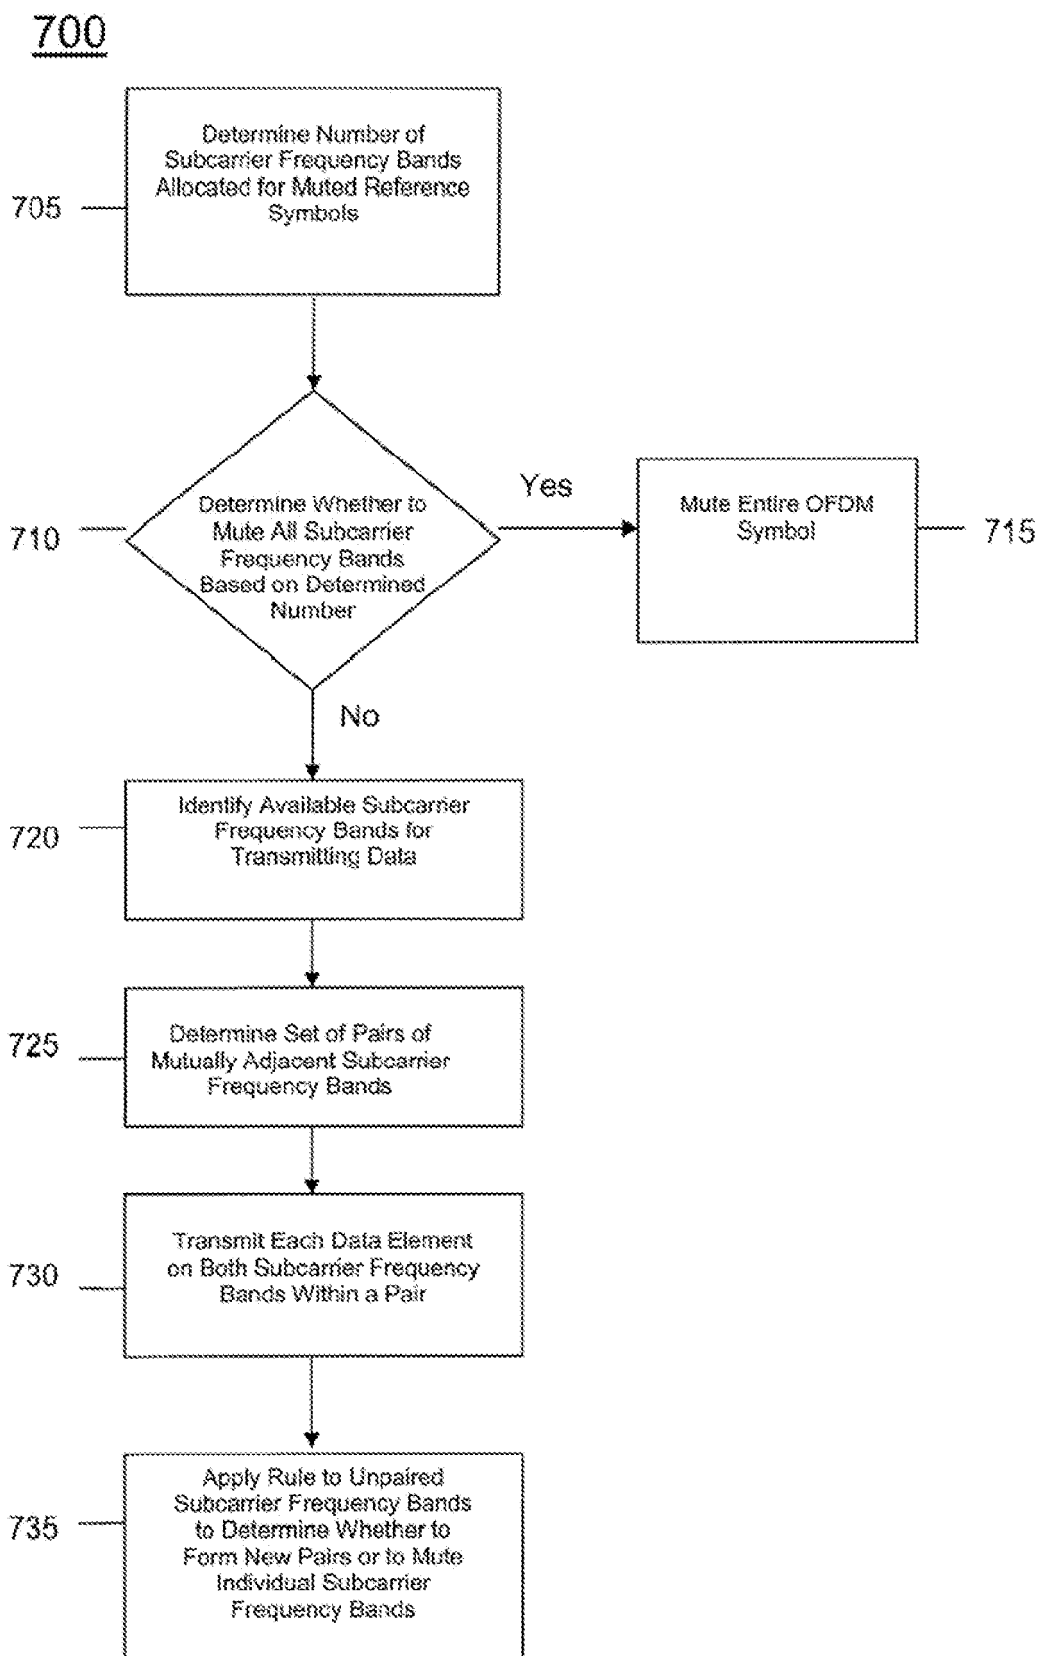 700
Determine Number of
Subcarrier Frequency Bands
Allocated for Muted Reference
Symbols
705
Determine Whether to
Mute All Subcarrier
Frequency Bands
Based on Determined
Number
710
Yes
Mute Entire OFDM
Symbol
715
No
Identify Available Subcarrier
Frequency Bands for
Transmitting Data
720
Determine Set of Pairs of
Mutually Adjacent Subcarrier
Frequency Bands
725
Transmit Each Data Element
on Both Subcarrier Frequency
Bands Within a Pair
730
Apply Rule to Unpaired
Subcarrier Frequency Bands
to Determine Whether to
Form New Pairs or to Mute
Individual Subcarrier
Frequency Bands
735